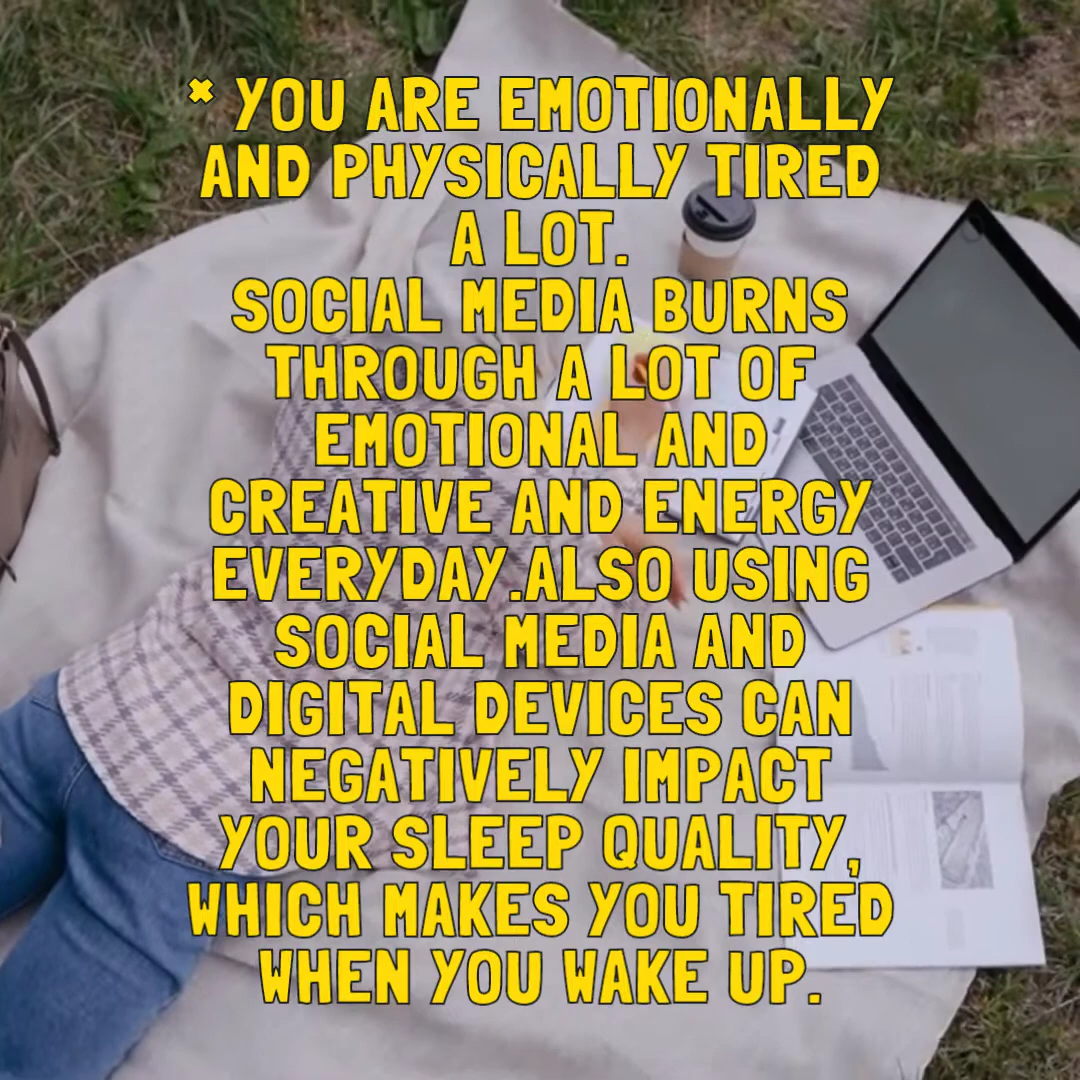 * YOU ARE EMOTIONALLY
AND PHYSICALLY TIRED
A LOT.
SOCIAL MEDIA BURNS
THROUGH A LOT OF
EMOTIONAL AND
CREATIVE AND ENERGY
EVERYDAY.ALSO USING
SOCIAL MEDIA AND
DIGITAL DEVICES CAN
NEGATIVELY IMPACT
YOUR SLEEP QUALITY,
WHICH MAKES YOU TIRED
WHEN YOU WAKE UP.